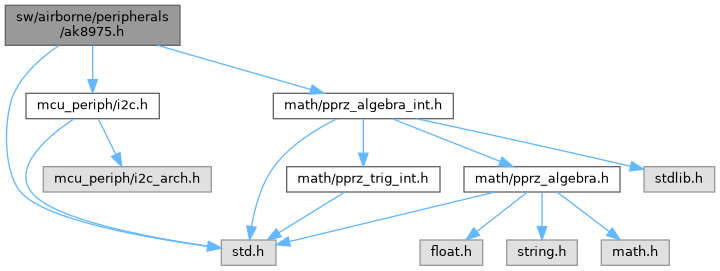 sw/airborne/peripherals
/ak8975.h
mcu_periph/i2c.h
math/pprz_algebra_int.h
mcu_periph/i2c_arch.h
math/pprz_trig_int.h
math/pprz_algebra.h
stdlib.h
std.h
float.h
string.h
math.h